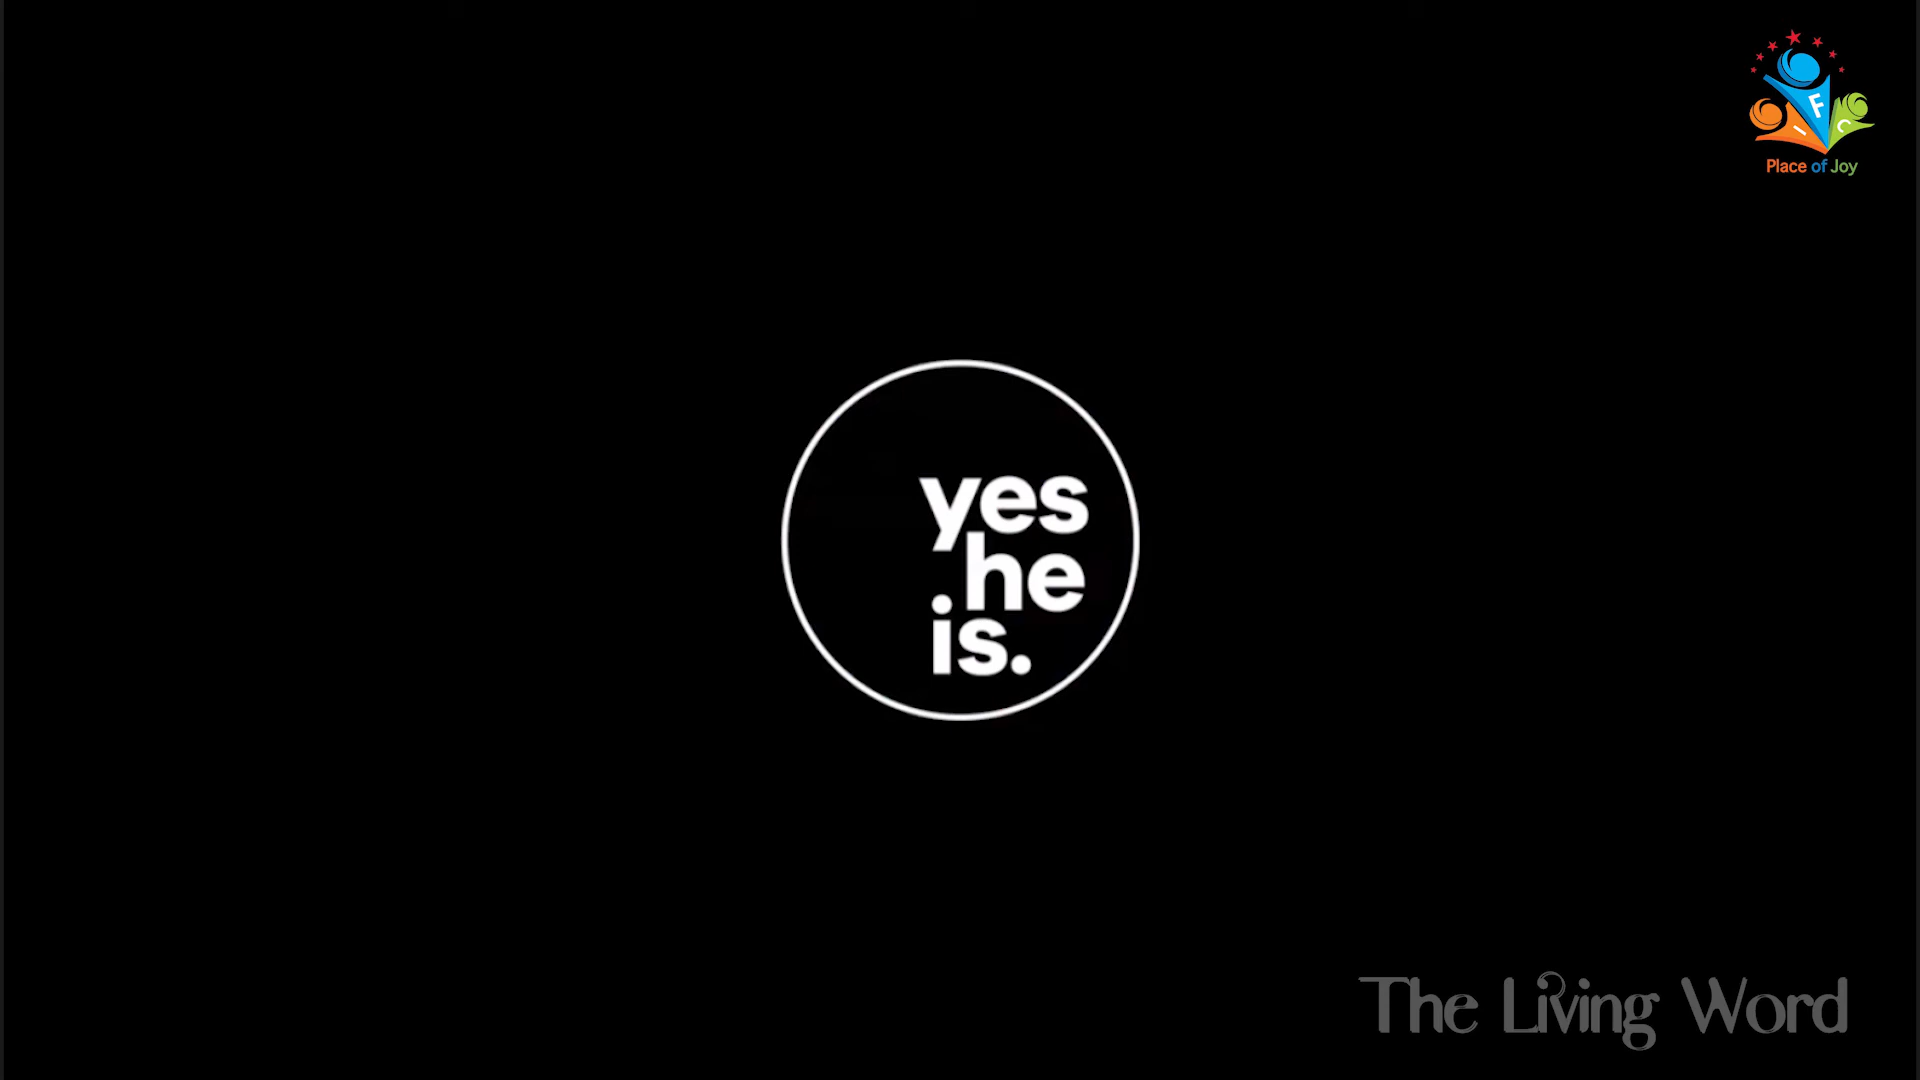 I F C
Place of Joy
yes
he
is.
The Living Word